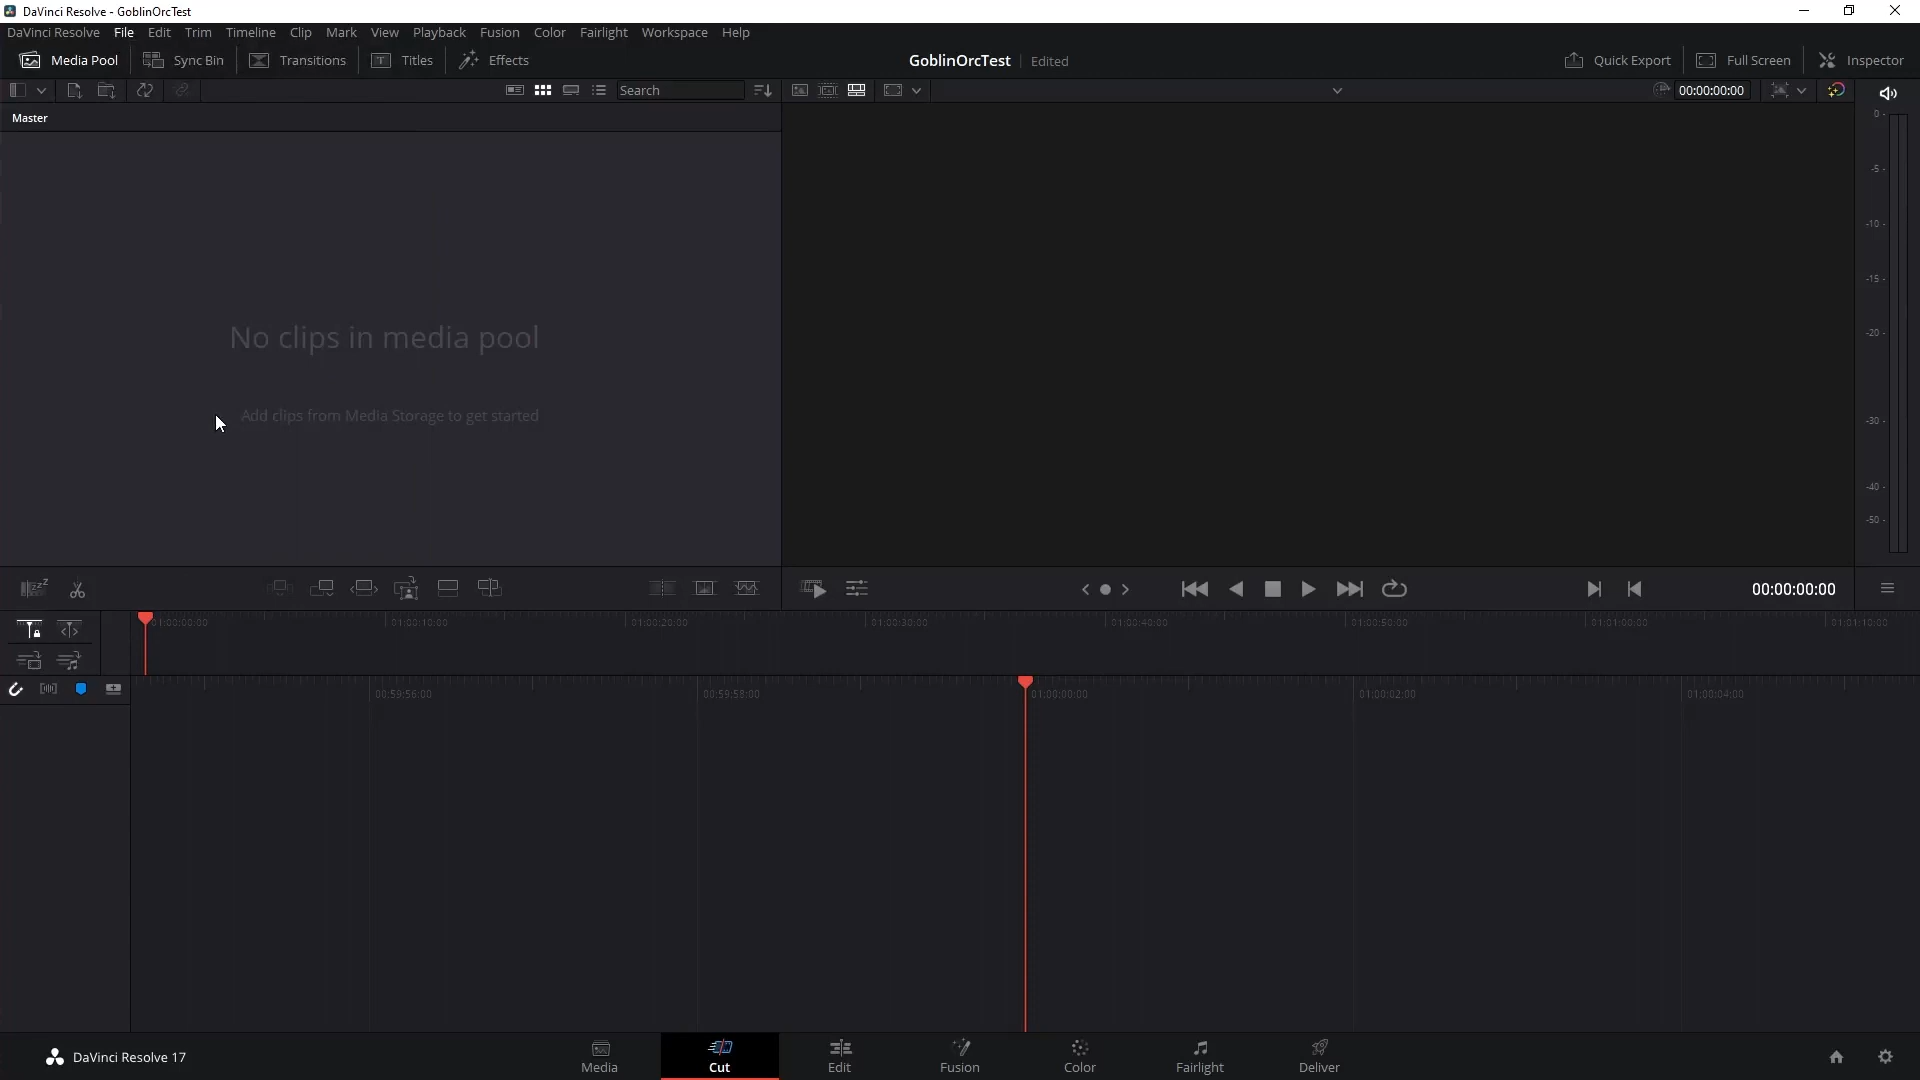 DaVinci Resolve - GoblinOrcTest
DaVinci Resolve File Edit Trim Timeline Clip Mark View Playback Fusion Color Fairlight Workspace Help
Media Pool Sync Bin Transitions Titles Effects GoblinOrcTest Edited Quick Export Full Screen Inspector
Search 00:00:00:00
Master
0
-5
-10
-15
-20
-30
-40
-50
No clips in media pool
Add clips from Media Storage to get started
00:00:00:00
01:00:00:00 01:00:10:00 01:00:20:00 01:00:30:00 01:00:40:00 01:00:50:00 01:01:00:00 01:01:10:00
00:59:56:00 00:59:58:00 01:00:00:00 01:00:02:00 01:00:04:00
DaVinci Resolve 17
Media Cut Edit Fusion Color Fairlight Deliver